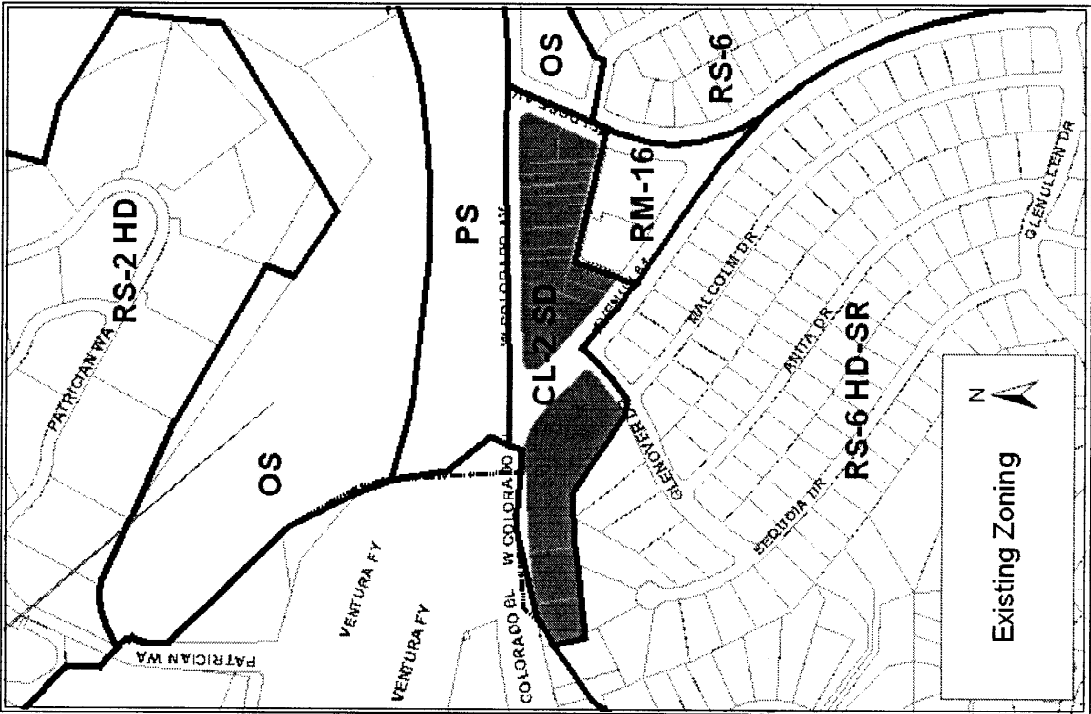 RS-2 HD
PATRICIAN WA
OS
PS
OS
RS-6
RM-16
CL-2 SD
OS
VENTURA FY
VENTURA FY
PATRICIAN WA
COLORADO BL
W COLORADO
GLENOVER D
MALCOLM DR
ANITA DR
SEQUOIA DR
GLENULLEN DR
RS-6 HD-SR
N
Existing Zoning